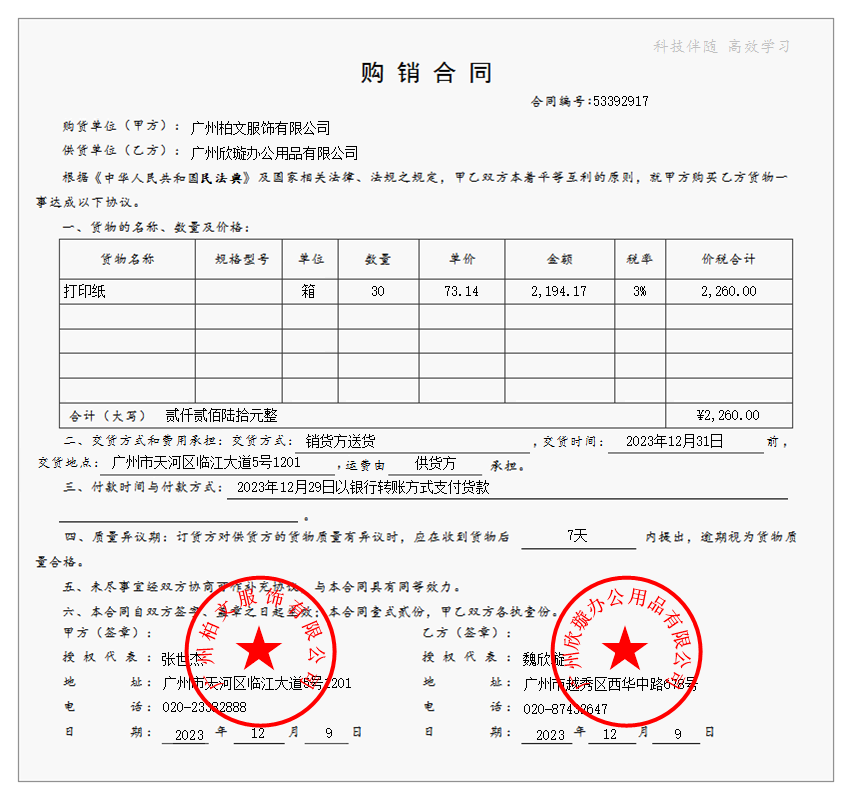 科技伴随 高效学习
购 销 合 同
合同编号:53392917
购货单位（甲方）： 广州柏文服饰有限公司
供货单位（乙方）： 广州欣璇办公用品有限公司
根据《中华人民共和国民法典》及国家相关法律、法规之规定，甲乙双方本着平等互利的原则，就甲方购买乙方货物一
事达成以下协议。
一、货物的名称、数量及价格：
货物名称 规格型号 单位 数量 单价 金额 税率 价税合计
打印纸 箱 30 73.14 2,194.17 3% 2,260.00
合计（大写） 贰仟贰佰陆拾元整 ¥2,260.00
二、交货方式和费用承担：交货方式： 销货方送货 ，交货时间： 2023年12月31日 前，
交货地点： 广州市天河区临江大道5号1201 ，运费由 供货方 承担。
三、付款时间与付款方式： 2023年12月29日以银行转账方式支付货款
。
四、质量异议期：订货方对供货方的货物质量有异议时，应在收到货物后 7天 内提出，逾期视为货物质
量合格。
五、未尽事宜经双方协商可作补充协议，与本合同具有同等效力。
六、本合同自双方签字、盖章之日起生效；本合同壹式贰份，甲乙双方各执壹份。
甲方（签章）： 乙方（签章）：
授 权 代 表： 张世杰 授 权 代 表： 魏欣璇
地 址： 广州市天河区临江大道5号1201 地 址： 广州市越秀区西华中路 号
电 话： 020-23382888 电 话： 020-87432647
日 期： 2023 年 12 月 9 日 日 期： 2023 年 12 月 9 日
广州柏文服饰有限公司
广州欣璇办公用品有限公司